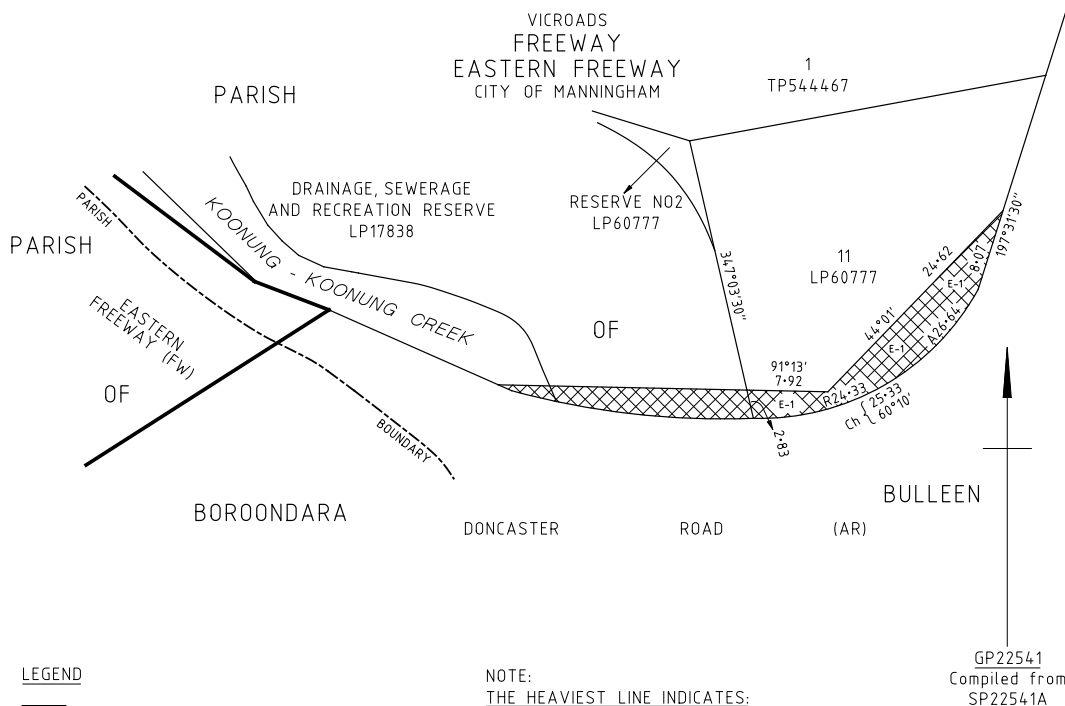 VICROADS
FREEWAY
EASTERN FREEWAY
CITY OF MANNINGHAM
1
TP544467
PARISH
DRAINAGE, SEWERAGE
AND RECREATION RESERVE
LP17838
RESERVE NO2
LP60777
PARISH
PARISH
KOONUNG - KOONUNG CREEK
347°03'30"
11
LP60777
24·62
8·07
197°31'30"
E-1
EASTERN
FREEWAY (FW)
OF
44°01'
E-1
A26·64
OF
91°13'
7·92
E-1
R24·33
Ch { 25·33
60°10'
2·83
BOUNDARY
BULLEEN
BOROONDARA
DONCASTER ROAD (AR)
LEGEND
NOTE:
THE HEAVIEST LINE INDICATES:
GP22541
Compiled from
SP22541A